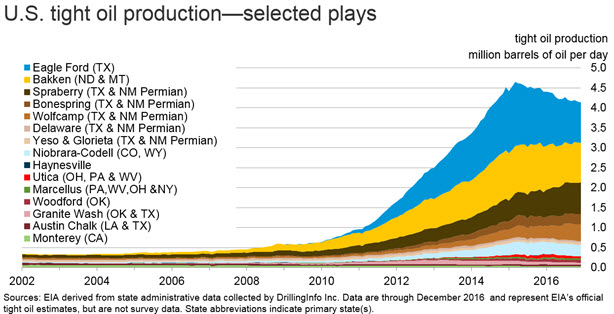 U.S. tight oil production—selected plays
tight oil production
million barrels of oil per day
Eagle Ford (TX)
Bakken (ND & MT)
Spraberry (TX & NM Permian)
Bonespring (TX & NM Permian)
Wolfcamp (TX & NM Permian)
Delaware (TX & NM Permian)
Yeso & Glorieta (TX & NM Permian)
Niobrara-Codell (CO, WY)
Haynesville
Utica (OH, PA & WV)
Marcellus (PA,WV,OH &NY)
Woodford (OK)
Granite Wash (OK & TX)
Austin Chalk (LA & TX)
Monterey (CA)
5.0
4.5
4.0
3.5
3.0
2.5
2.0
1.5
1.0
0.5
0.0
2002 2004 2006 2008 2010 2012 2014 2016
Sources: EIA derived from state administrative data collected by DrillingInfo Inc. Data are through December 2016 and represent EIA's official
tight oil estimates, but are not survey data. State abbreviations indicate primary state(s).